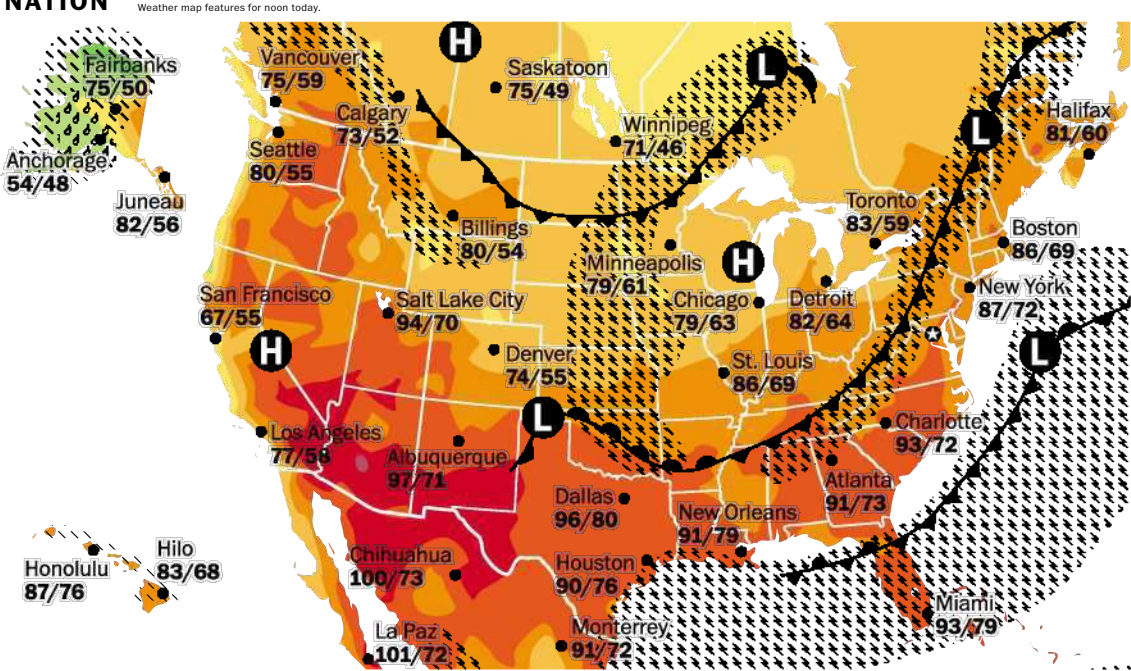 NATION
Weather map features for noon today.
H
Fairbanks
75/50
Vancouver
75/59
Saskatoon
75/49
L
Calgary
73/52
Winnipeg
71/46
Halifax
81/60
L
Anchorage
54/48
Seattle
80/55
Juneau
82/56
Billings
80/54
Toronto
83/59
Boston
86/69
Minneapolis
79/61
H
San Francisco
67/55
Salt Lake City
94/70
Chicago
79/63
Detroit
82/64
New York
87/72
H
Denver
74/55
St. Louis
86/69
L
L
Los Angeles
77/58
Albuquerque
97/71
Charlotte
93/72
Dallas
96/80
New Orleans
91/79
Atlanta
91/73
Honolulu
87/76
Hilo
83/68
Chihuahua
100/73
Houston
90/76
La Paz
101/72
Monterrey
91/72
Miami
93/79